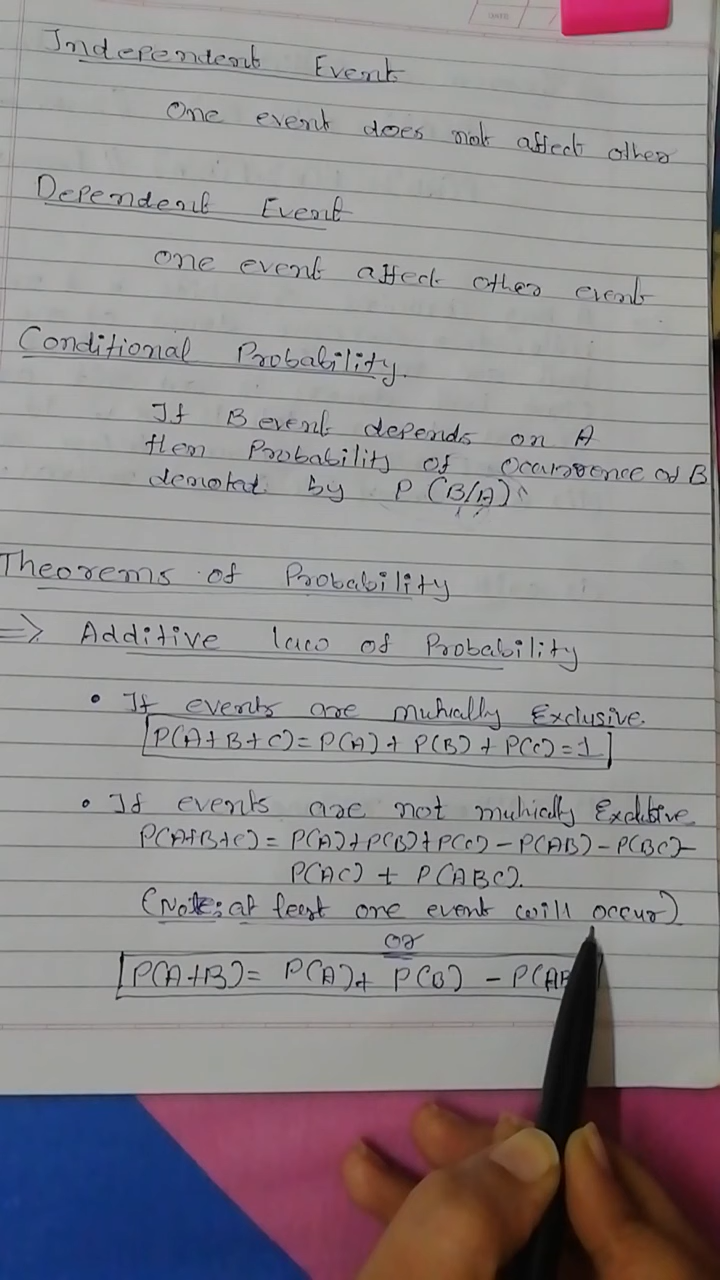 Independent Event
One event does not affect other
Dependent Event
One event affect other event
Conditional Probability.
If B event depends on A
then Probability of Ocurrence of B
denoted by P(B/A)
Theorems of Probability
=> Additive law of Probability
• If events are mutually Exclusive.
P(A+B+C) = P(A) + P(B) + P(C) = 1
• If events are not mutually Exclusive
P(A+B+C) = P(A) + P(B) + P(C) - P(AB) - P(BC) -
P(AC) + P(ABC).
(Note: at least one event will occur)
or
P(A+B) = P(A) + P(B) - P(AB